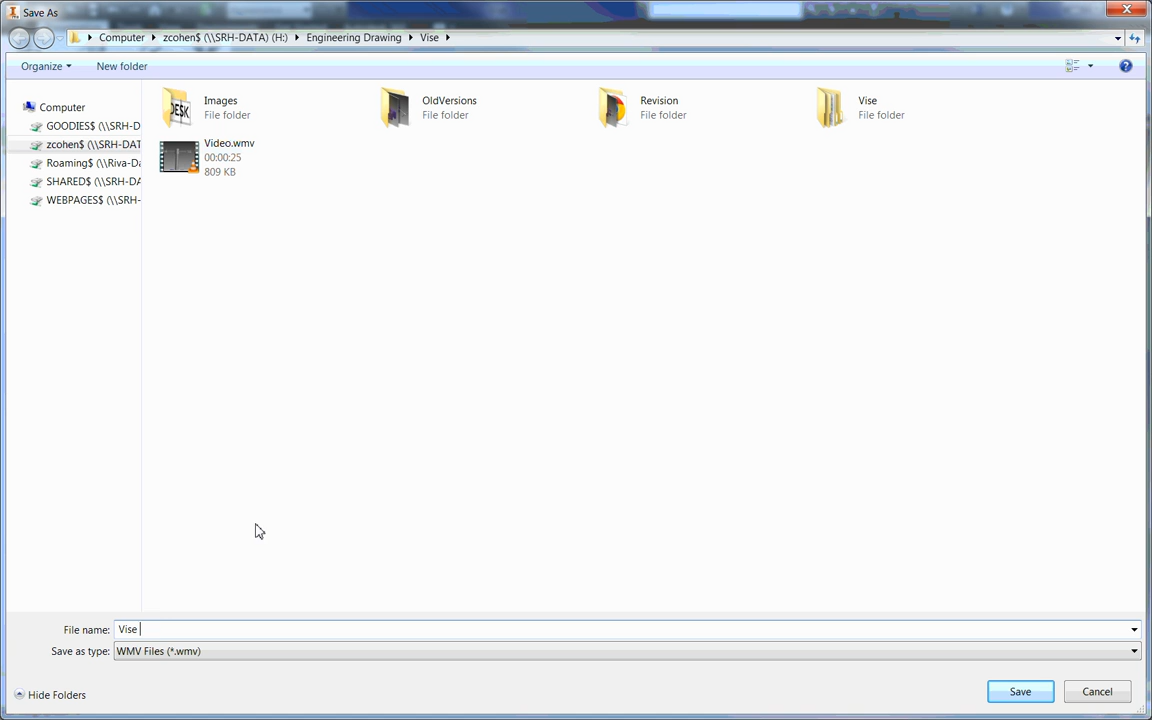 Save As
Computer zcohen$ (\\SRH-DATA) (H:) Engineering Drawing Vise
Organize New folder
Computer
GOODIES$ (\\SRH-D
zcohen$ (\\SRH-DAT
Roaming$ (\\Riva-Da
SHARED$ (\\SRH-DA
WEBPAGES$ (\\SRH-
Images
File folder
OldVersions
File folder
Revision
File folder
Vise
File folder
Video.wmv
00:00:25
809 KB
File name: Vise
Save as type: WMV Files (*.wmv)
Hide Folders
Save Cancel